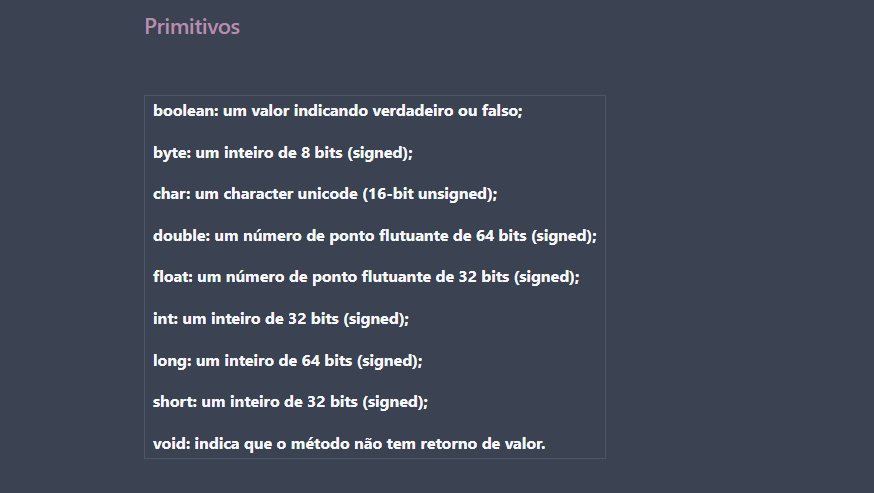 Primitivos
boolean: um valor indicando verdadeiro ou falso;
byte: um inteiro de 8 bits (signed);
char: um character unicode (16-bit unsigned);
double: um número de ponto flutuante de 64 bits (signed);
float: um número de ponto flutuante de 32 bits (signed);
int: um inteiro de 32 bits (signed);
long: um inteiro de 64 bits (signed);
short: um inteiro de 32 bits (signed);
void: indica que o método não tem retorno de valor.